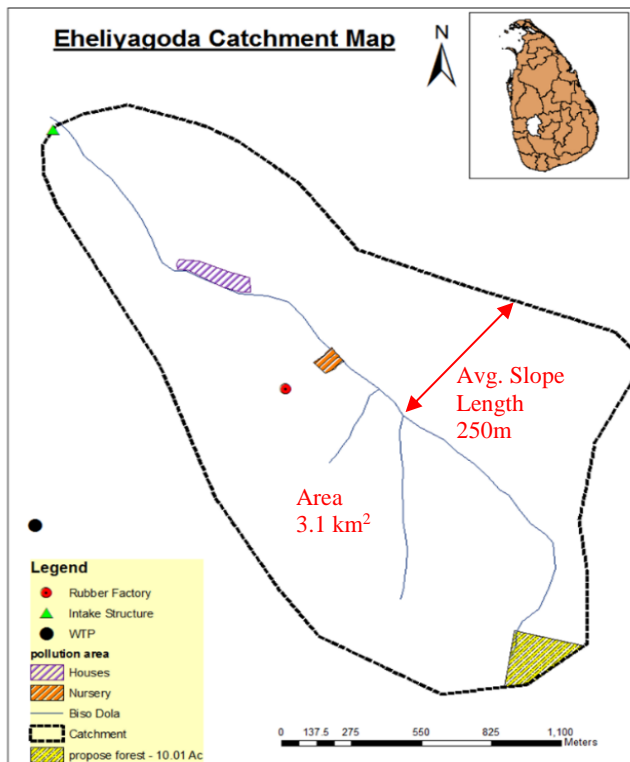 Eheliyagoda Catchment Map
N
Avg. Slope
Length
250m
Area
3.1 km²
Legend
Rubber Factory
Intake Structure
WTP
pollution area
Houses
Nursery
Biso Dola
Catchment
propose forest - 10.01 Ac
0 137.5 275 550 825 1,100
Meters